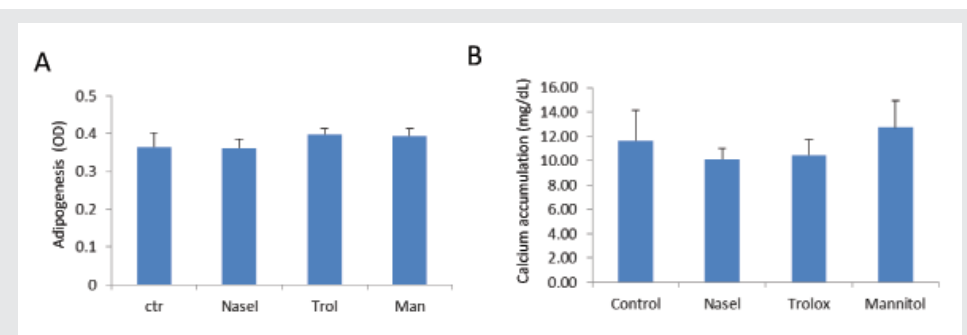 A
Adipogenesis (OD)
0.5
0.4
0.3
0.2
0.1
0
ctr Nasel Trol Man
B
Calcium accumulation (mg/dL)
16.00
14.00
12.00
10.00
8.00
6.00
4.00
2.00
0.00
Control Nasel Trolox Mannitol